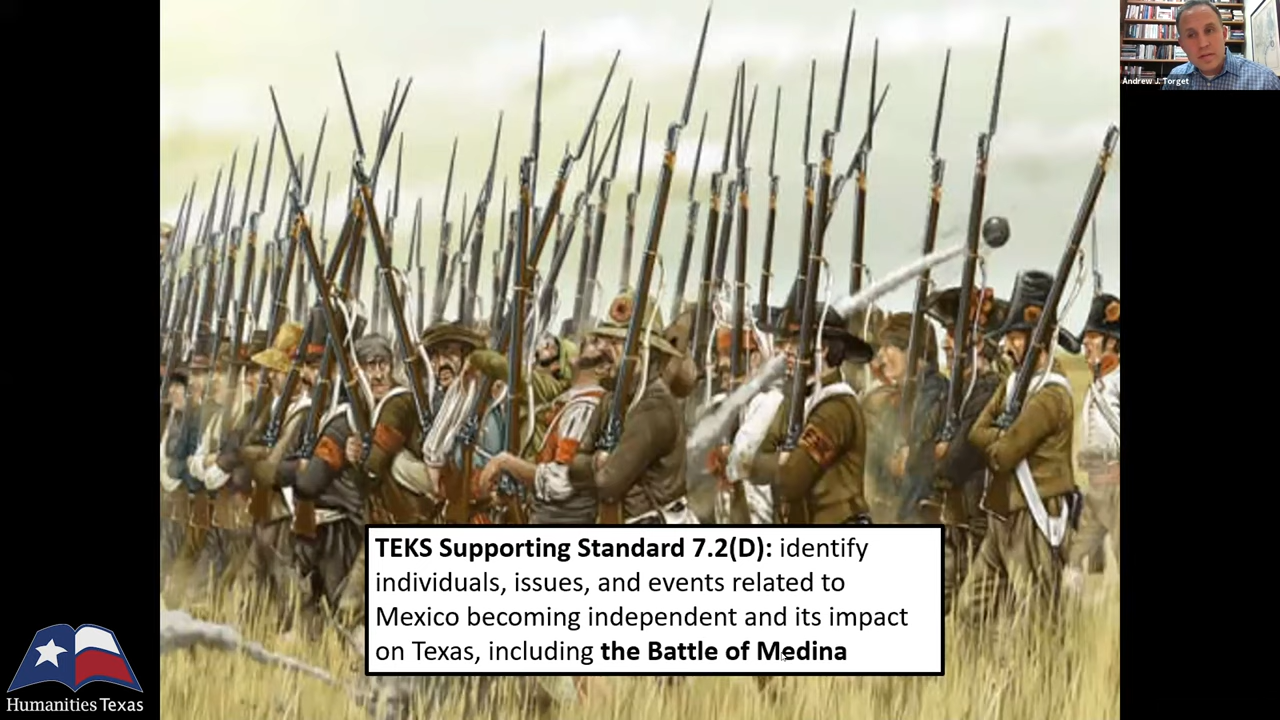 Andrew J. Torget
TEKS Supporting Standard 7.2(D): identify
individuals, issues, and events related to
Mexico becoming independent and its impact
on Texas, including the Battle of Medina
Humanities Texas